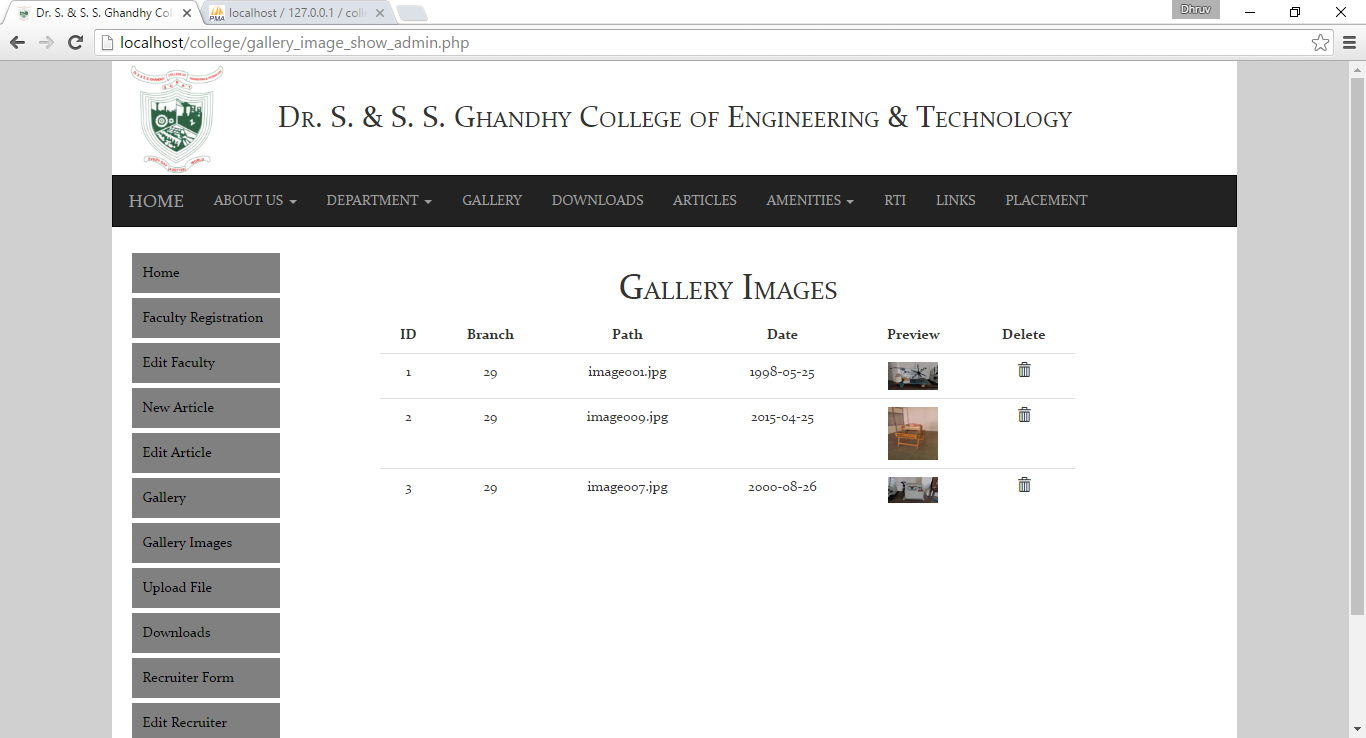 Dr. S. & S. S. Ghandhy Col
localhost / 127.0.0.1 / coll
Dhruv
localhost/college/gallery_image_show_admin.php
Dr. S. & S. S. Ghandhy College of Engineering & Technology
HOME ABOUT US DEPARTMENT GALLERY DOWNLOADS ARTICLES AMENITIES RTI LINKS PLACEMENT
Home
Faculty Registration
Edit Faculty
New Article
Edit Article
Gallery
Gallery Images
Upload File
Downloads
Recruiter Form
Edit Recruiter
Gallery Images
ID Branch Path Date Preview Delete
1 29 image001.jpg 1998-05-25
2 29 image009.jpg 2015-04-25
3 29 image007.jpg 2000-08-26